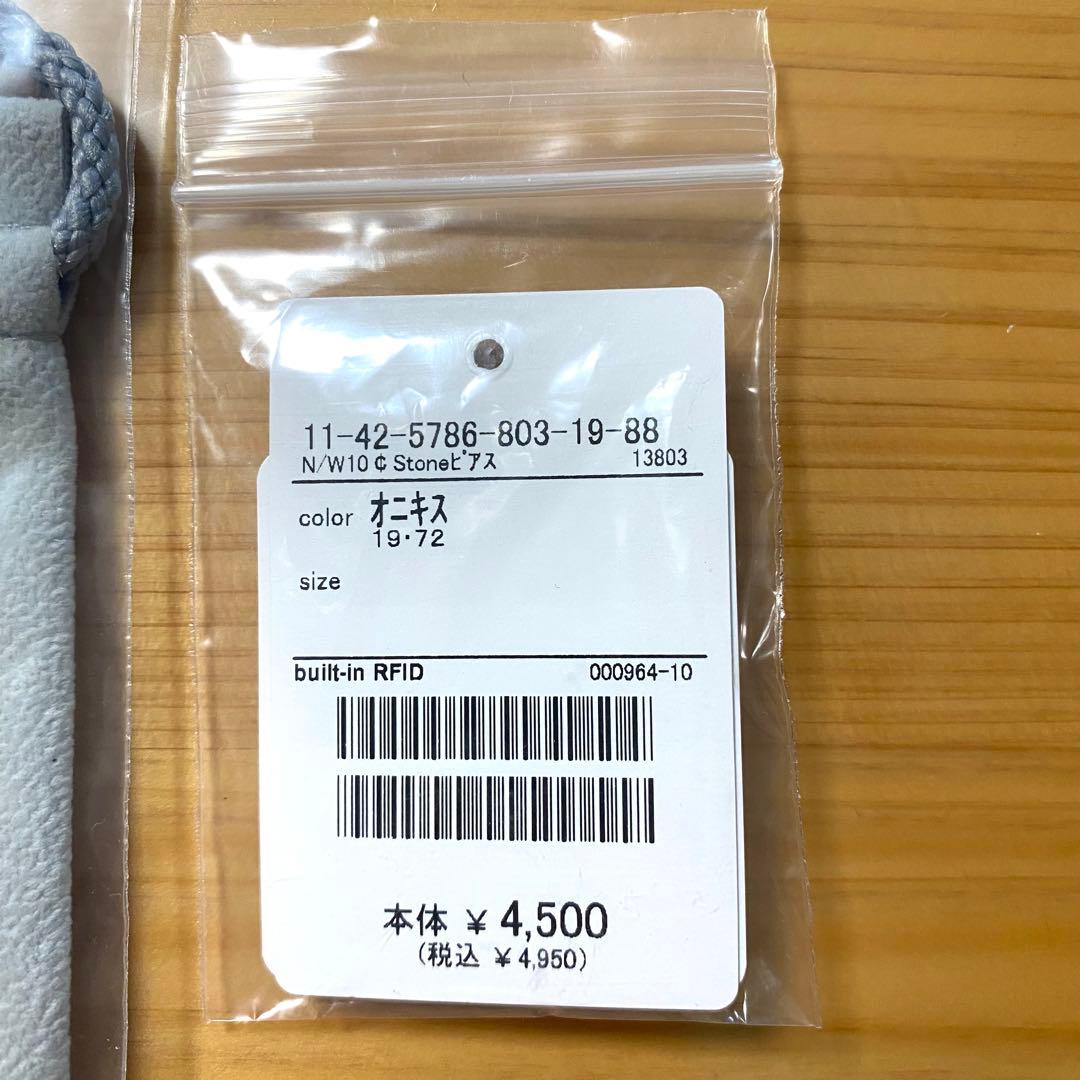 11-42-5786-803-19-88
N/W10¢Stoneﾋﾟｱｽ 13803
color ｵﾆｷｽ
19・72
size
built-in RFID 000964-10
本体 ¥4,500
(税込 ¥4,950)